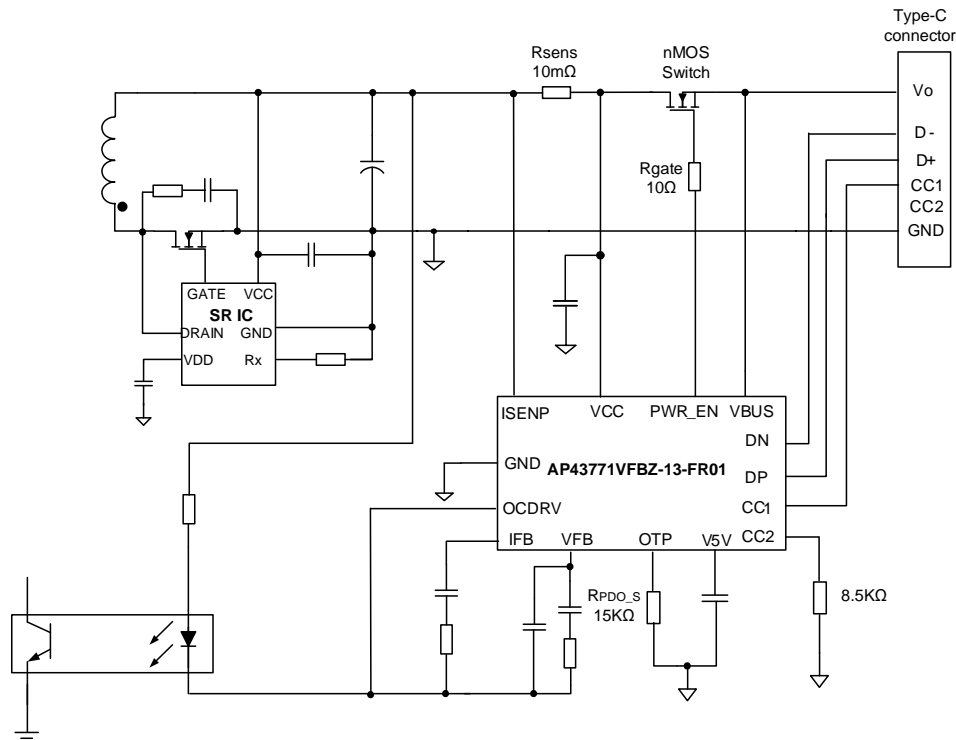 Type-C
connector
Rsens
10mΩ
nMOS
Switch
Vo
D-
D+
CC1
CC2
GND
Rgate
10Ω
GATE VCC
SR IC
DRAIN GND
VDD Rx
ISENP VCC PWR_EN VBUS
DN
GND AP43771VFBZ-13-FR01
DP
OCDRV CC1
IFB VFB OTP V5V CC2
RPDO_S
15KΩ
8.5KΩ